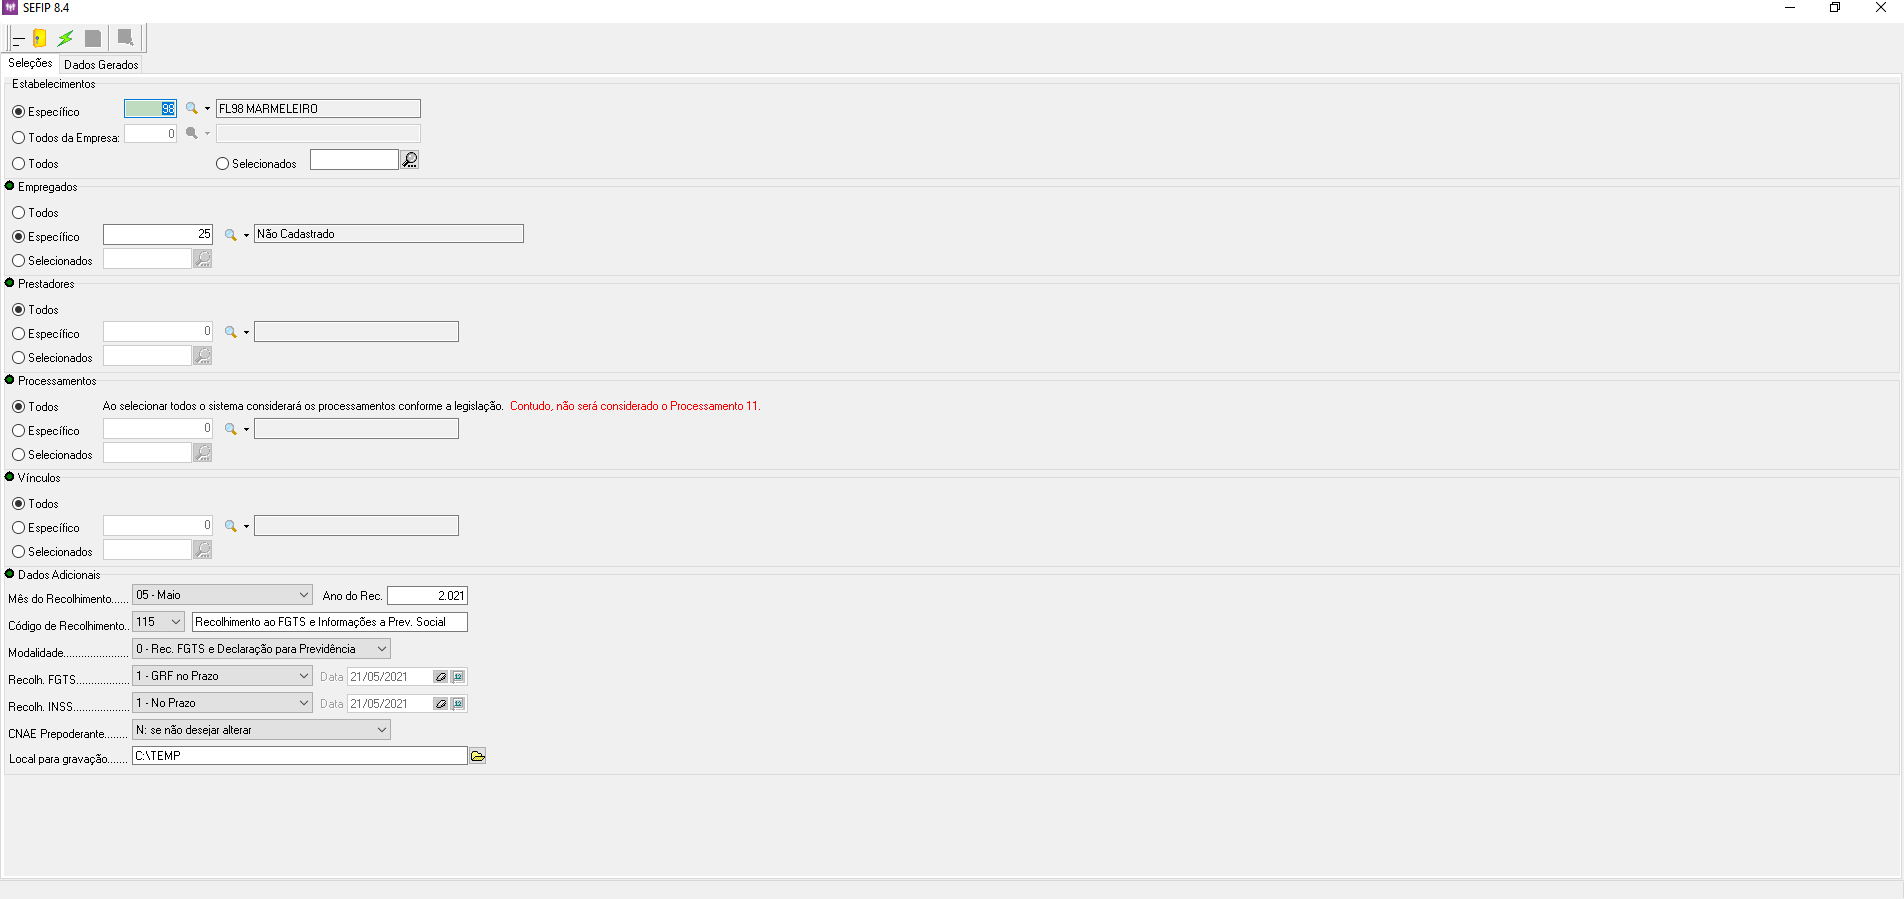 SEFIP 8.4
Seleções Dados Gerados
Estabelecimentos
Específico 98 FL98 MARMELEIRO
Todos da Empresa: 0
Todos Selecionados
Empregados
Todos
Específico 25 Não Cadastrado
Selecionados
Prestadores
Todos
Específico 0
Selecionados
Processamentos
Todos Ao selecionar todos o sistema considerará os processamentos conforme a legislação. Contudo, não será considerado o Processamento 11.
Específico 0
Selecionados
Vínculos
Todos
Específico 0
Selecionados
Dados Adicionais
Mês do Recolhimento...... 05 - Maio Ano do Rec. 2.021
Código de Recolhimento.. 115 Recolhimento ao FGTS e Informações a Prev. Social
Modalidade...................... 0 - Rec. FGTS e Declaração para Previdência
Recolh. FGTS.................. 1 - GRF no Prazo Data 21/05/2021
Recolh. INSS................... 1 - No Prazo Data 21/05/2021
CNAE Prepoderante........ N: se não desejar alterar
Local para gravação....... C:\TEMP